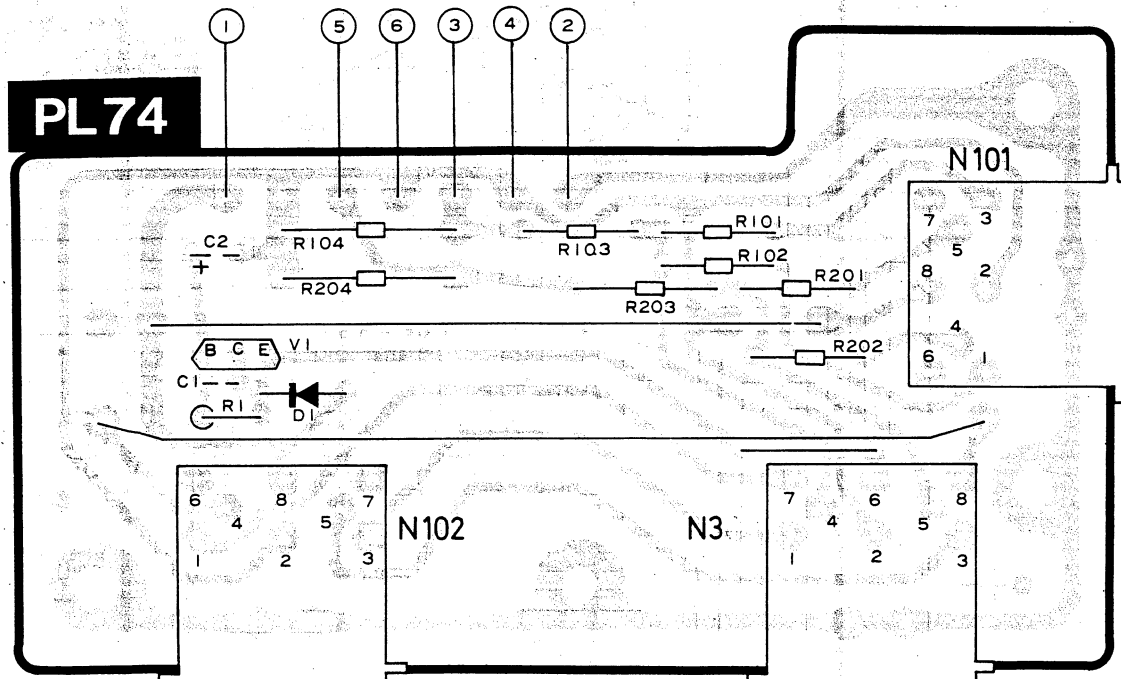 1 5 6 3 4 2
PL74
N101
7 3
5
8 2
4
6 1
R101
R104
R103
C2
+ -
R102
R204
R203
R201
B C E V1
R202
C1
R1
D1
6 8 7
4 5
1 2 3
N102
N3
7 6 8
4 5
1 2 3